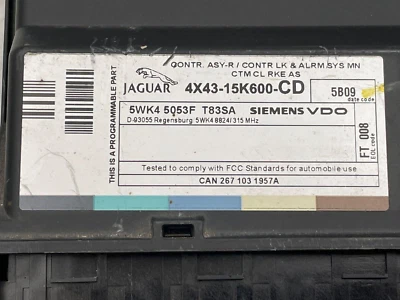 CONTR. ASY-R / CONTR LK & ALRM SYS MN
CTM CL RKE AS
JAGUAR 4X43-15K600-CD
5B09
date code
5WK4 5053F T83SA SIEMENS VDO
D-93055 Regensburg 5WK4 8824/ 315 MHz
THIS IS A PROGRAMMABLE PART
FT 008
EOL code
Tested to comply with FCC Standards for automobile use
CAN 267 103 1957A